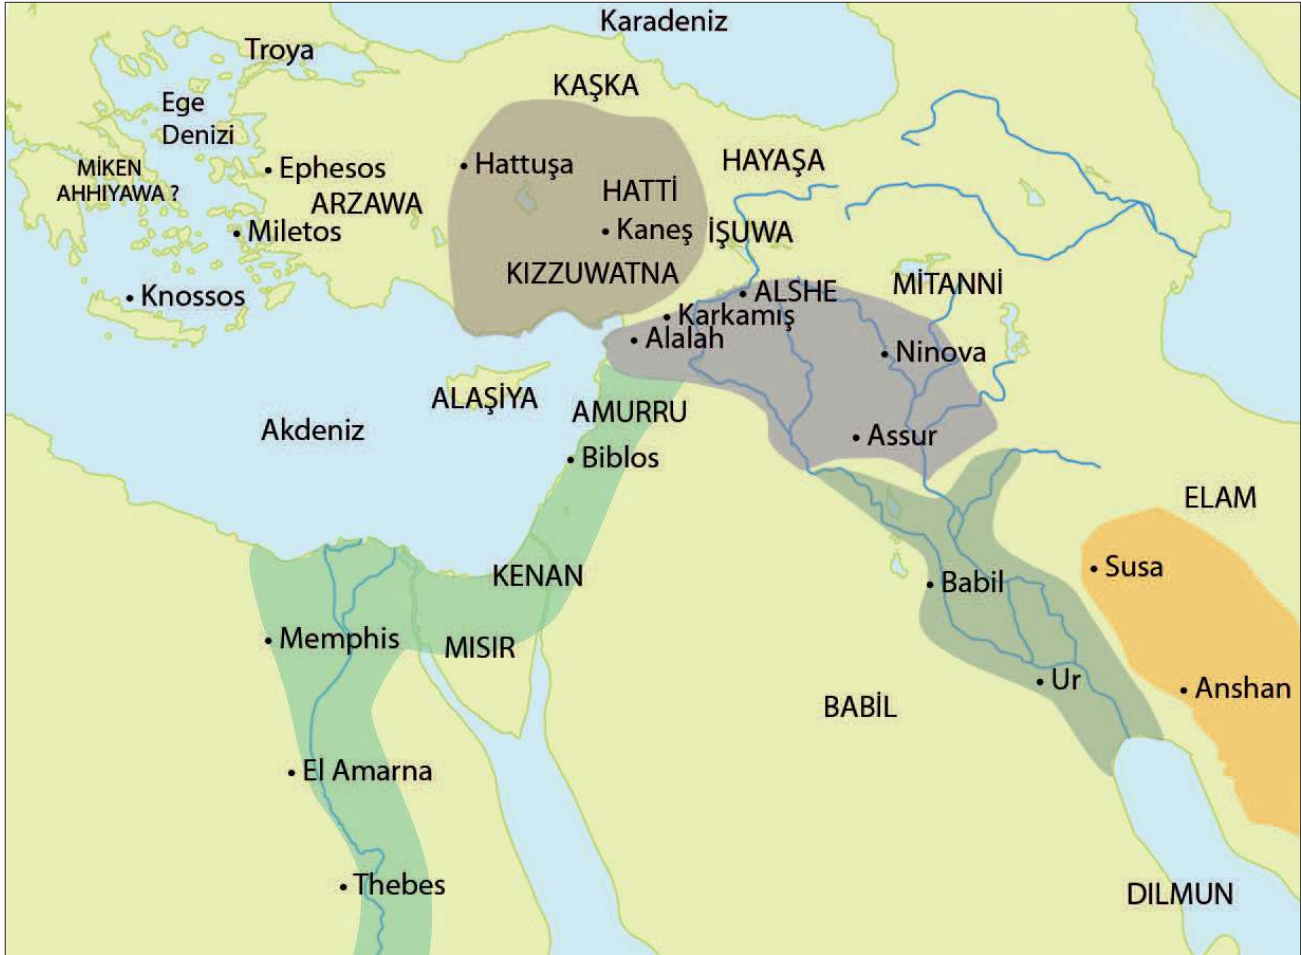 Karadeniz
Troya
KAŞKA
Ege
Denizi
MİKEN
AHHIYAWA ?
Ephesos
Hattuşa
HAYAŞA
ARZAWA
HATTİ
Miletos
Kaneş
İŞUWA
KIZZUWATNA
MİTANNİ
Knossos
ALSHE
Karkamış
Alalah
Ninova
ALAŞİYA
AMURRU
Akdeniz
Assur
Biblos
ELAM
Susa
KENAN
Babil
Memphis
MISIR
Ur
Anshan
BABİL
El Amarna
Thebes
DILMUN